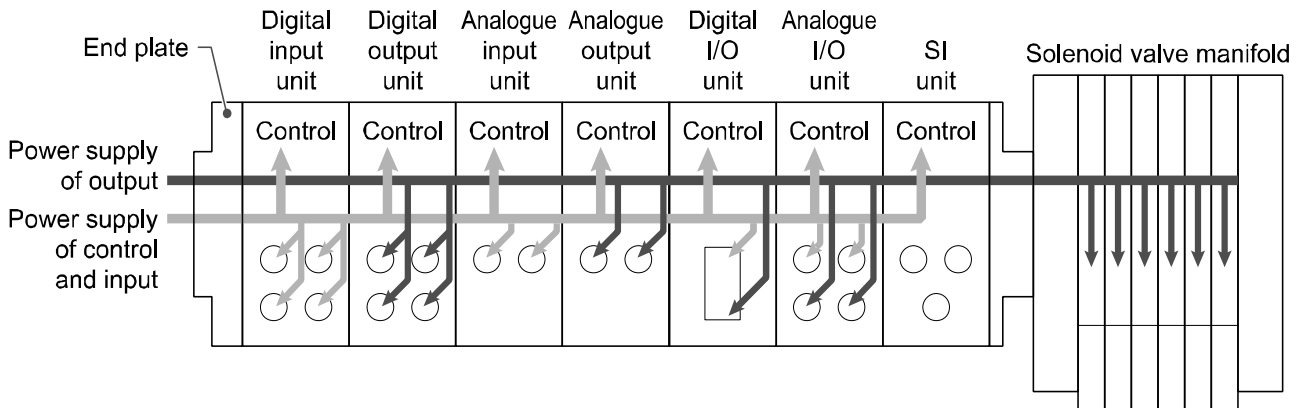 End plate
Digital
input
unit
Digital
output
unit
Analogue
input
unit
Analogue
output
unit
Digital
I/O
unit
Analogue
I/O
unit
SI
unit
Solenoid valve manifold
Control
Control
Control
Control
Control
Control
Control
Power supply
of output
Power supply
of control
and input